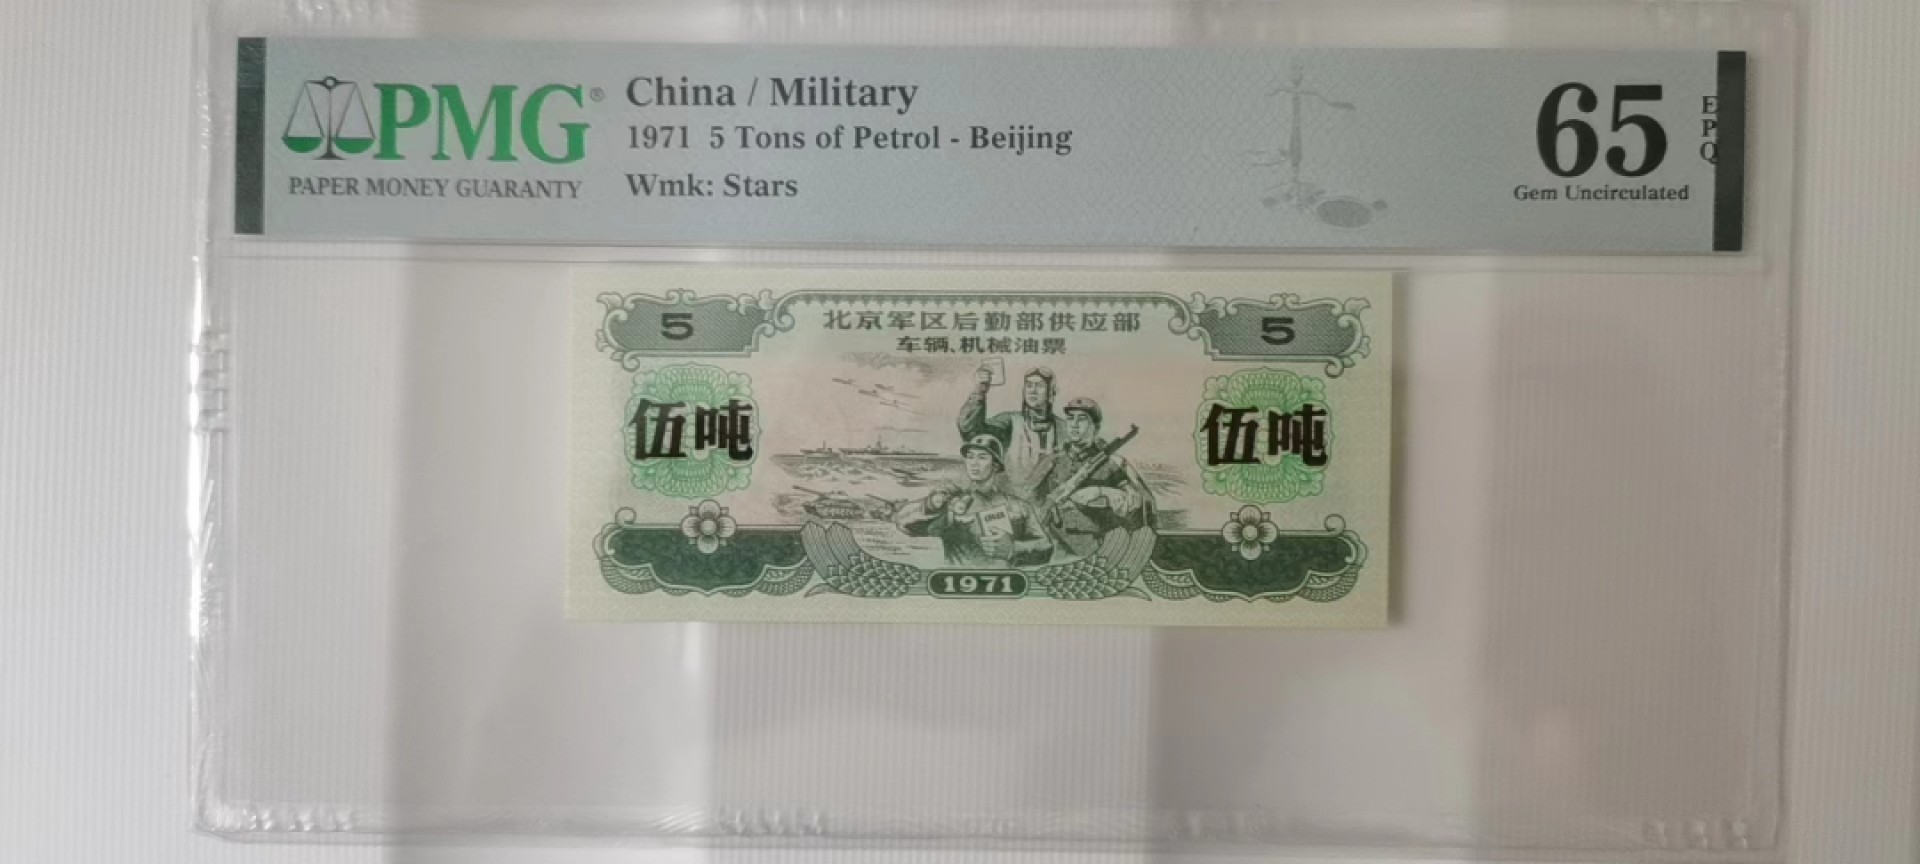 PMG®
PAPER MONEY GUARANTY
China / Military
1971 5 Tons of Petrol - Beijing
Wmk: Stars
65
EPQ
Gem Uncirculated
5
北京军区后勤部供应部
车辆、机械油票
5
伍吨
伍吨
1971